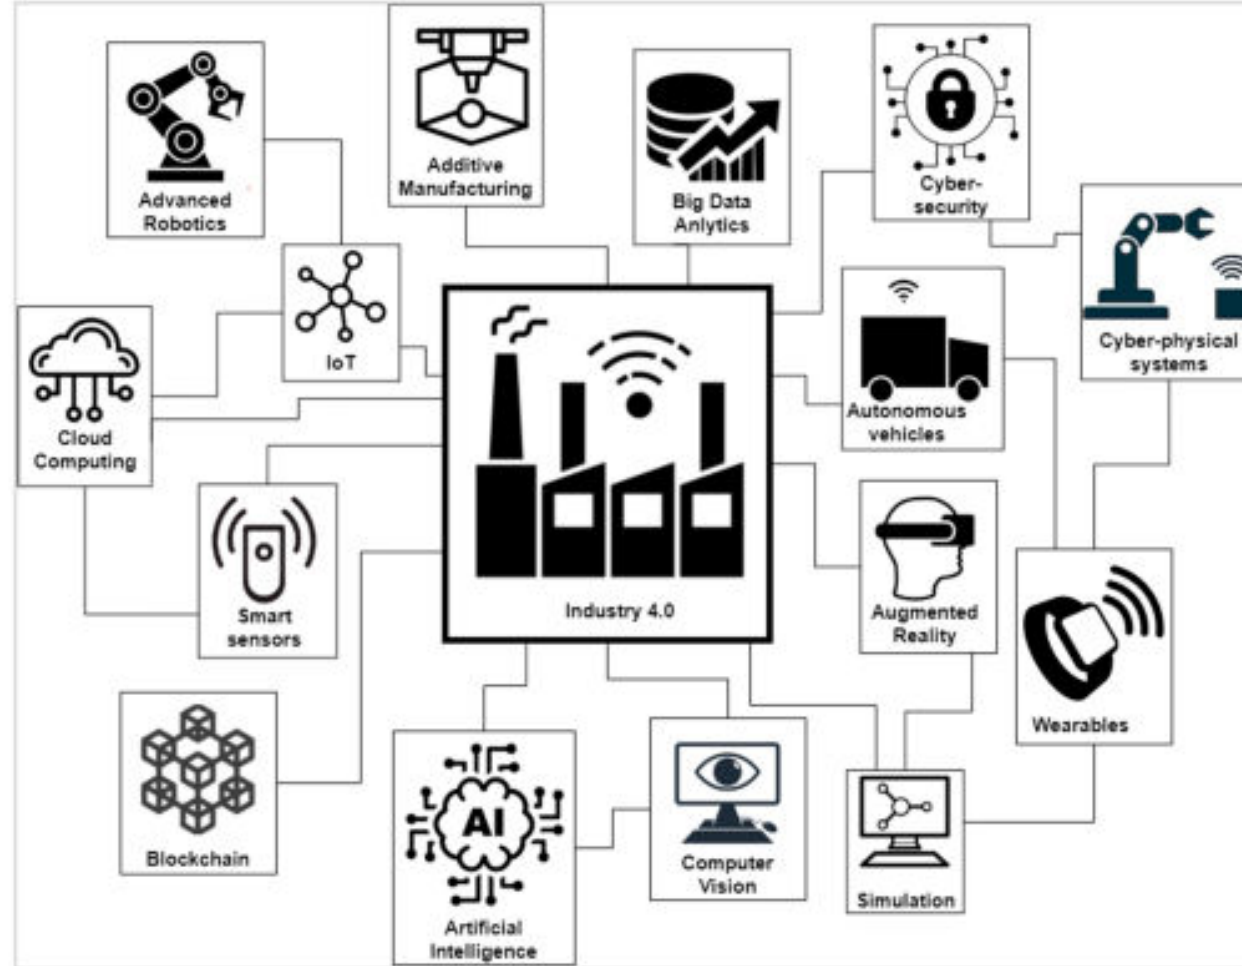 Advanced
Robotics
Additive
Manufacturing
Big Data
Anlytics
Cyber-
security
Cyber-physical
systems
IoT
Cloud
Computing
Autonomous
vehicles
Smart
sensors
Industry 4.0
Augmented
Reality
Wearables
Blockchain
AI
Artificial
Intelligence
Computer
Vision
Simulation